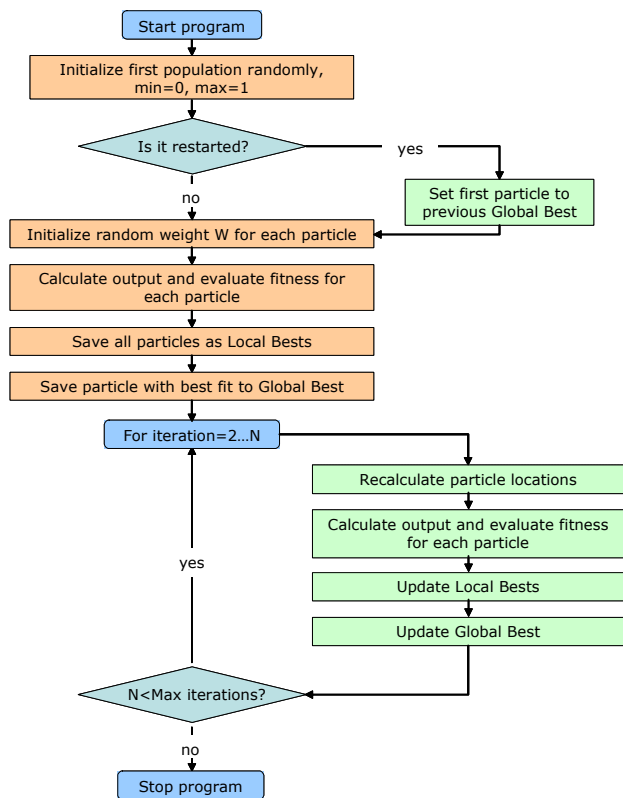 Start program
Initialize first population randomly,
min=0, max=1
Is it restarted?
yes
Set first particle to
previous Global Best
no
Initialize random weight W for each particle
Calculate output and evaluate fitness for
each particle
Save all particles as Local Bests
Save particle with best fit to Global Best
For iteration=2...N
Recalculate particle locations
Calculate output and evaluate fitness
for each particle
yes
Update Local Bests
Update Global Best
N<Max iterations?
no
Stop program